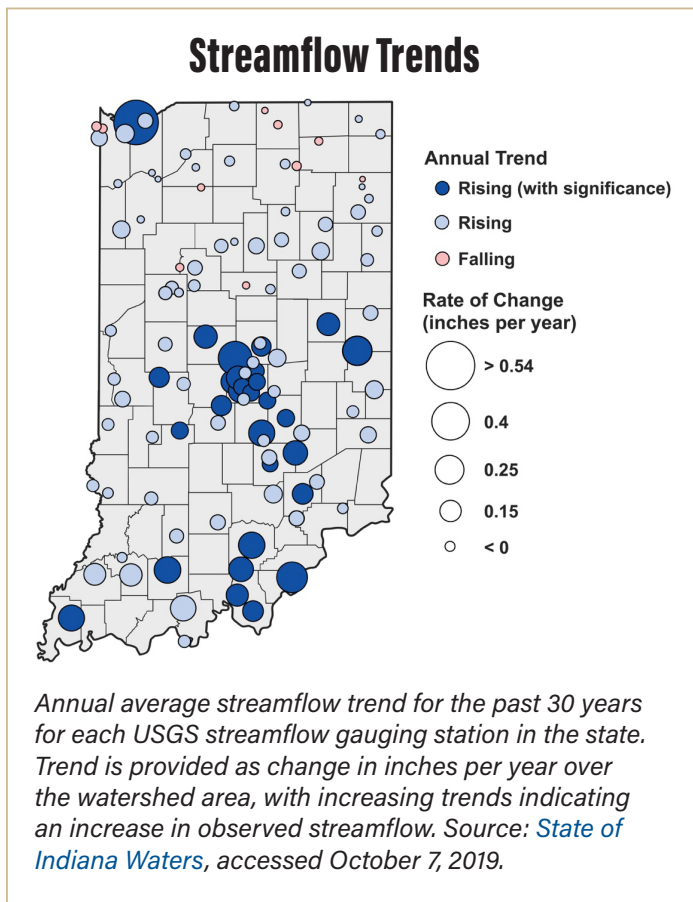 Streamflow Trends
Annual Trend
Rising (with significance)
Rising
Falling
Rate of Change
(inches per year)
> 0.54
0.4
0.25
0.15
< 0
Annual average streamflow trend for the past 30 years
for each USGS streamflow gauging station in the state.
Trend is provided as change in inches per year over
the watershed area, with increasing trends indicating
an increase in observed streamflow. Source: State of
Indiana Waters, accessed October 7, 2019.